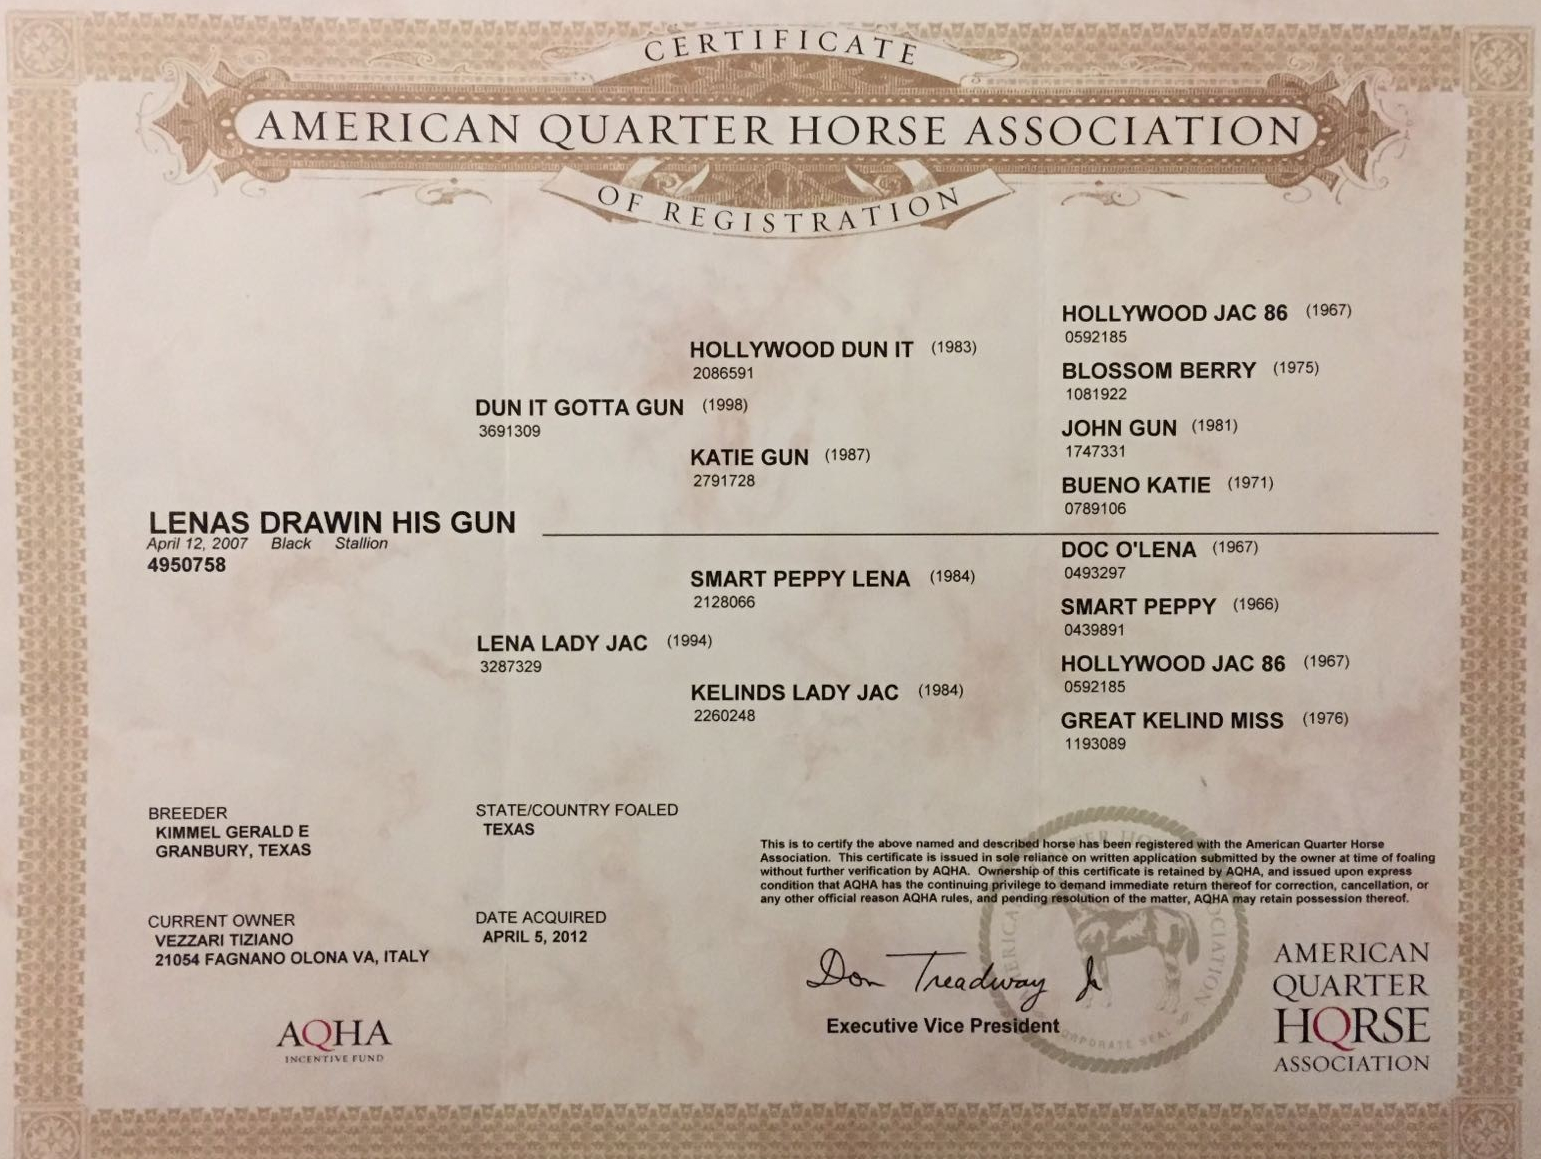 CERTIFICATE
AMERICAN QUARTER HORSE ASSOCIATION
OF REGISTRATION
HOLLYWOOD JAC 86 (1967)
0592185
HOLLYWOOD DUN IT (1983)
2086591
BLOSSOM BERRY (1975)
1081922
DUN IT GOTTA GUN (1998)
3691309
JOHN GUN (1981)
1747331
KATIE GUN (1987)
2791728
BUENO KATIE (1971)
0789106
LENAS DRAWIN HIS GUN
April 12, 2007 Black Stallion
4950758
DOC O'LENA (1967)
0493297
SMART PEPPY LENA (1984)
2128066
SMART PEPPY (1966)
0439891
LENA LADY JAC (1994)
3287329
HOLLYWOOD JAC 86 (1967)
0592185
KELINDS LADY JAC (1984)
2260248
GREAT KELIND MISS (1976)
1193089
BREEDER
KIMMEL GERALD E
GRANBURY, TEXAS
STATE/COUNTRY FOALED
TEXAS
CURRENT OWNER
VEZZARI TIZIANO
21054 FAGNANO OLONA VA, ITALY
DATE ACQUIRED
APRIL 5, 2012
This is to certify the above named and described horse has been registered with the American Quarter Horse
Association. This certificate is issued in sole reliance on written application submitted by the owner at time of foaling
without further verification by AQHA. Ownership of this certificate is retained by AQHA, and issued upon express
condition that AQHA has the continuing privilege to demand immediate return thereof for correction, cancellation, or
any other official reason AQHA rules, and pending resolution of the matter, AQHA may retain possession thereof.
Don Treadway Jr
Executive Vice President
AQHA
INCENTIVE FUND
AMERICAN
QUARTER
HORSE
ASSOCIATION